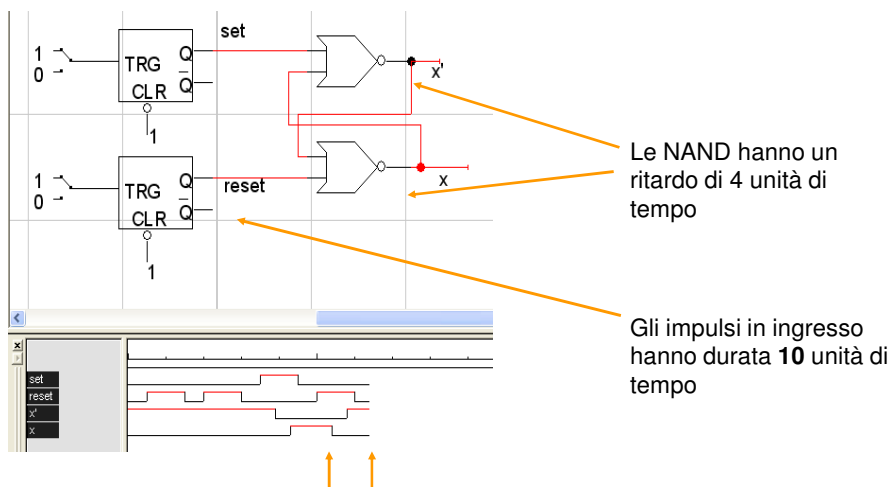 set
1
0
TRG
Q
CLR
Q
1
x'
1
0
TRG
Q
CLR
Q
1
reset
x
Le NAND hanno un
ritardo di 4 unità di
tempo
Gli impulsi in ingresso
hanno durata 10 unità di
tempo
set
reset
x'
x